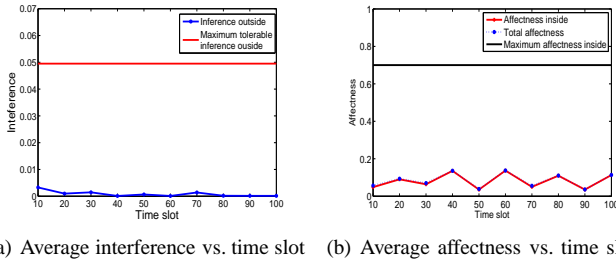 0.07
0.06
0.05
0.04
0.03
0.02
0.01
0
Inteference
10 20 30 40 50 60 70 80 90 100
Time slot
Inference outside
Maximum tolerable
inference ouside
a) Average interference vs. time slot
1
0.8
0.6
0.4
0.2
0
Affectness
10 20 30 40 50 60 70 80 90 100
Time slot
Affectness inside
Total affectness
Maximum affectness inside
(b) Average affectness vs. time sl